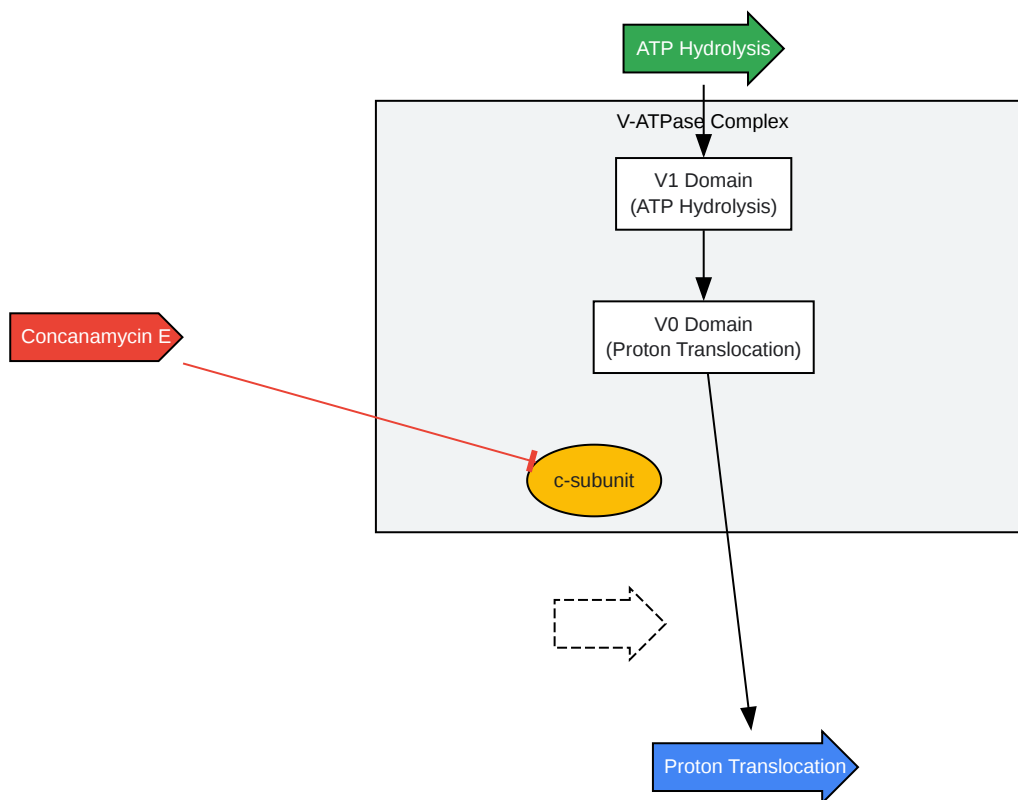 ATP Hydrolysis
V-ATPase Complex
V1 Domain
(ATP Hydrolysis)
Concanamycin E
V0 Domain
(Proton Translocation)
c-subunit
Proton Translocation